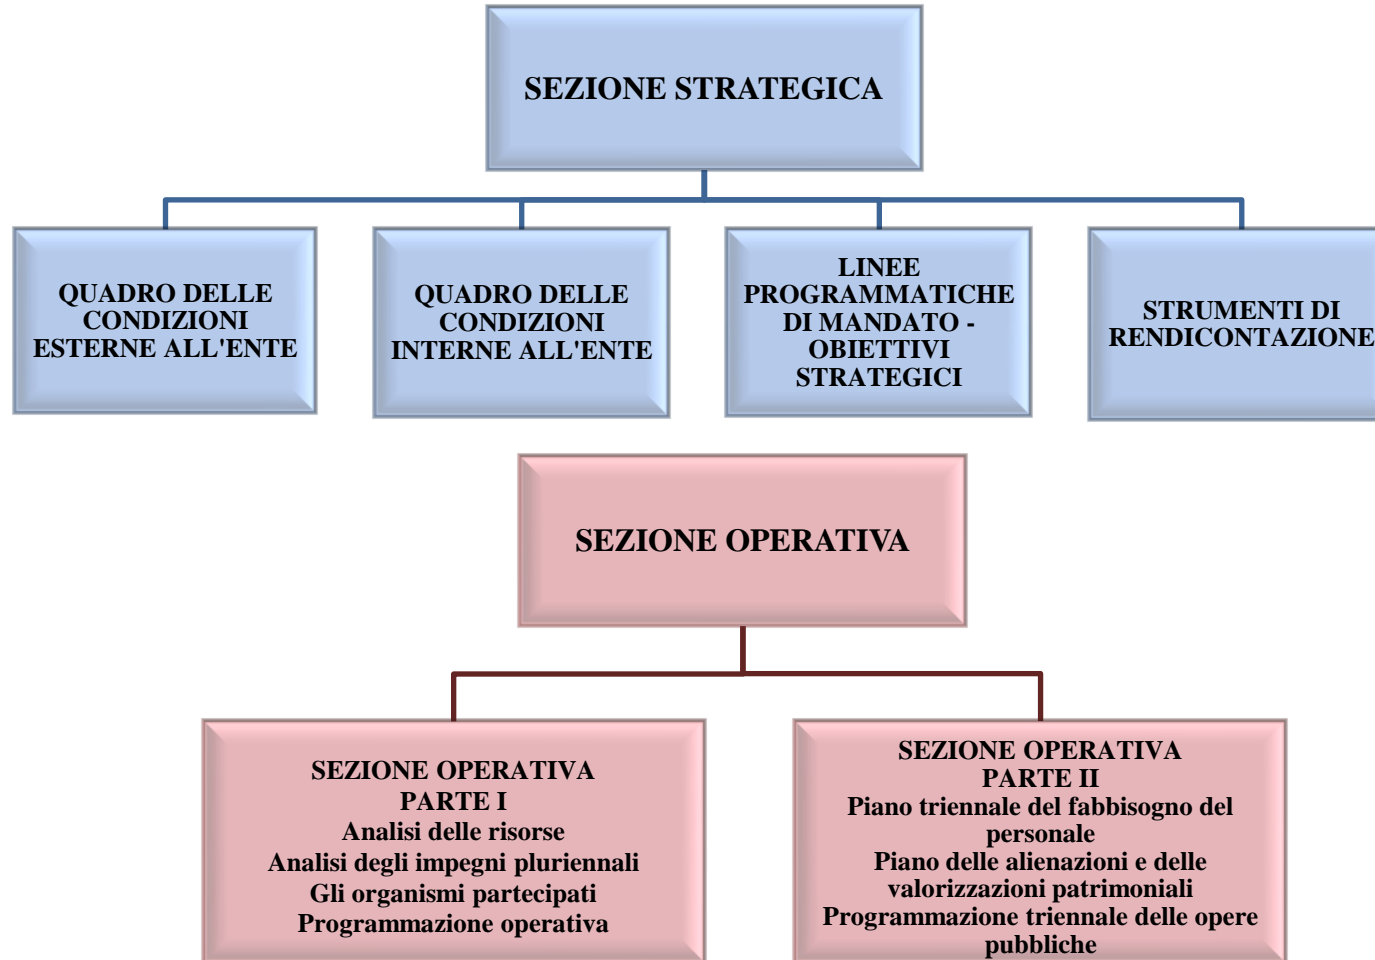 SEZIONE STRATEGICA
QUADRO DELLE
CONDIZIONI
ESTERNE ALL'ENTE
QUADRO DELLE
CONDIZIONI
INTERNE ALL'ENTE
LINEE
PROGRAMMATICHE
DI MANDATO -
OBIETTIVI
STRATEGICI
STRUMENTI DI
RENDICONTAZIONE
SEZIONE OPERATIVA
SEZIONE OPERATIVA
PARTE I
Analisi delle risorse
Analisi degli impegni pluriennali
Gli organismi partecipati
Programmazione operativa
SEZIONE OPERATIVA
PARTE II
Piano triennale del fabbisogno del
personale
Piano delle alienazioni e delle
valorizzazioni patrimoniali
Programmazione triennale delle opere
pubbliche